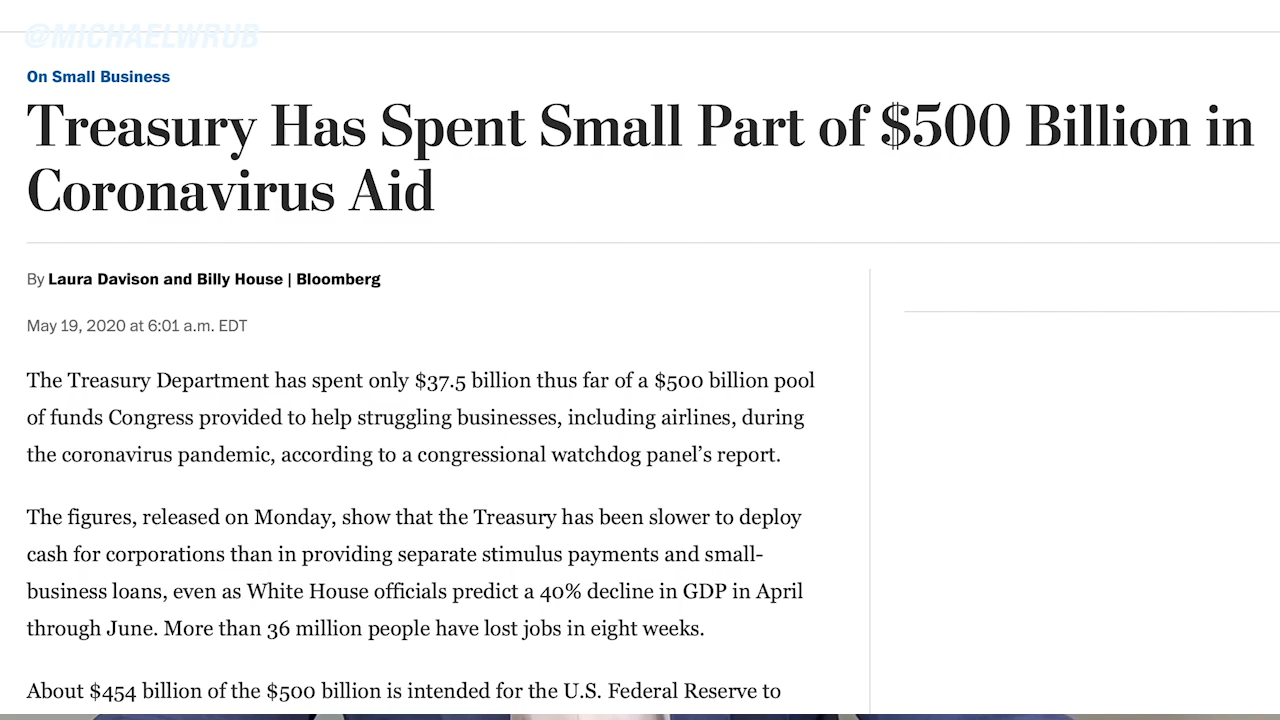 @MICHAELWRUB
On Small Business
Treasury Has Spent Small Part of $500 Billion in
Coronavirus Aid
By Laura Davison and Billy House | Bloomberg
May 19, 2020 at 6:01 a.m. EDT
The Treasury Department has spent only $37.5 billion thus far of a $500 billion pool
of funds Congress provided to help struggling businesses, including airlines, during
the coronavirus pandemic, according to a congressional watchdog panel’s report.
The figures, released on Monday, show that the Treasury has been slower to deploy
cash for corporations than in providing separate stimulus payments and small-
business loans, even as White House officials predict a 40% decline in GDP in April
through June. More than 36 million people have lost jobs in eight weeks.
About $454 billion of the $500 billion is intended for the U.S. Federal Reserve to